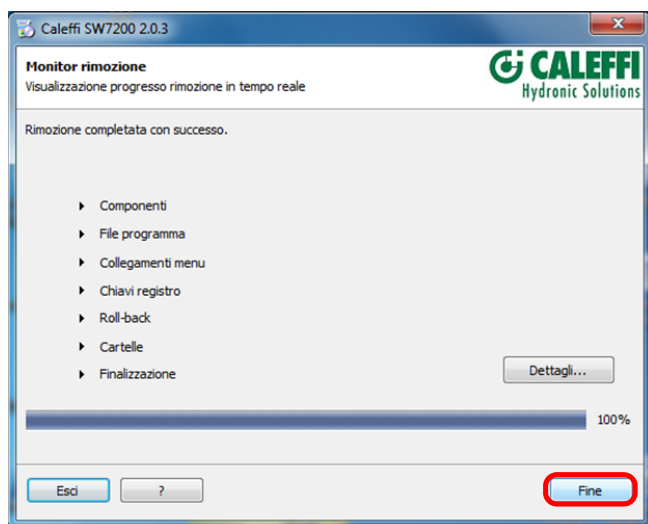 Caleffi SW7200 2.0.3
Monitor rimozione
Visualizzazione progresso rimozione in tempo reale
CALEFFI
Hydronic Solutions
Rimozione completata con successo.
Componenti
File programma
Collegamenti menu
Chiavi registro
Roll-back
Cartelle
Finalizzazione
Dettagli...
100%
Esci
?
Fine